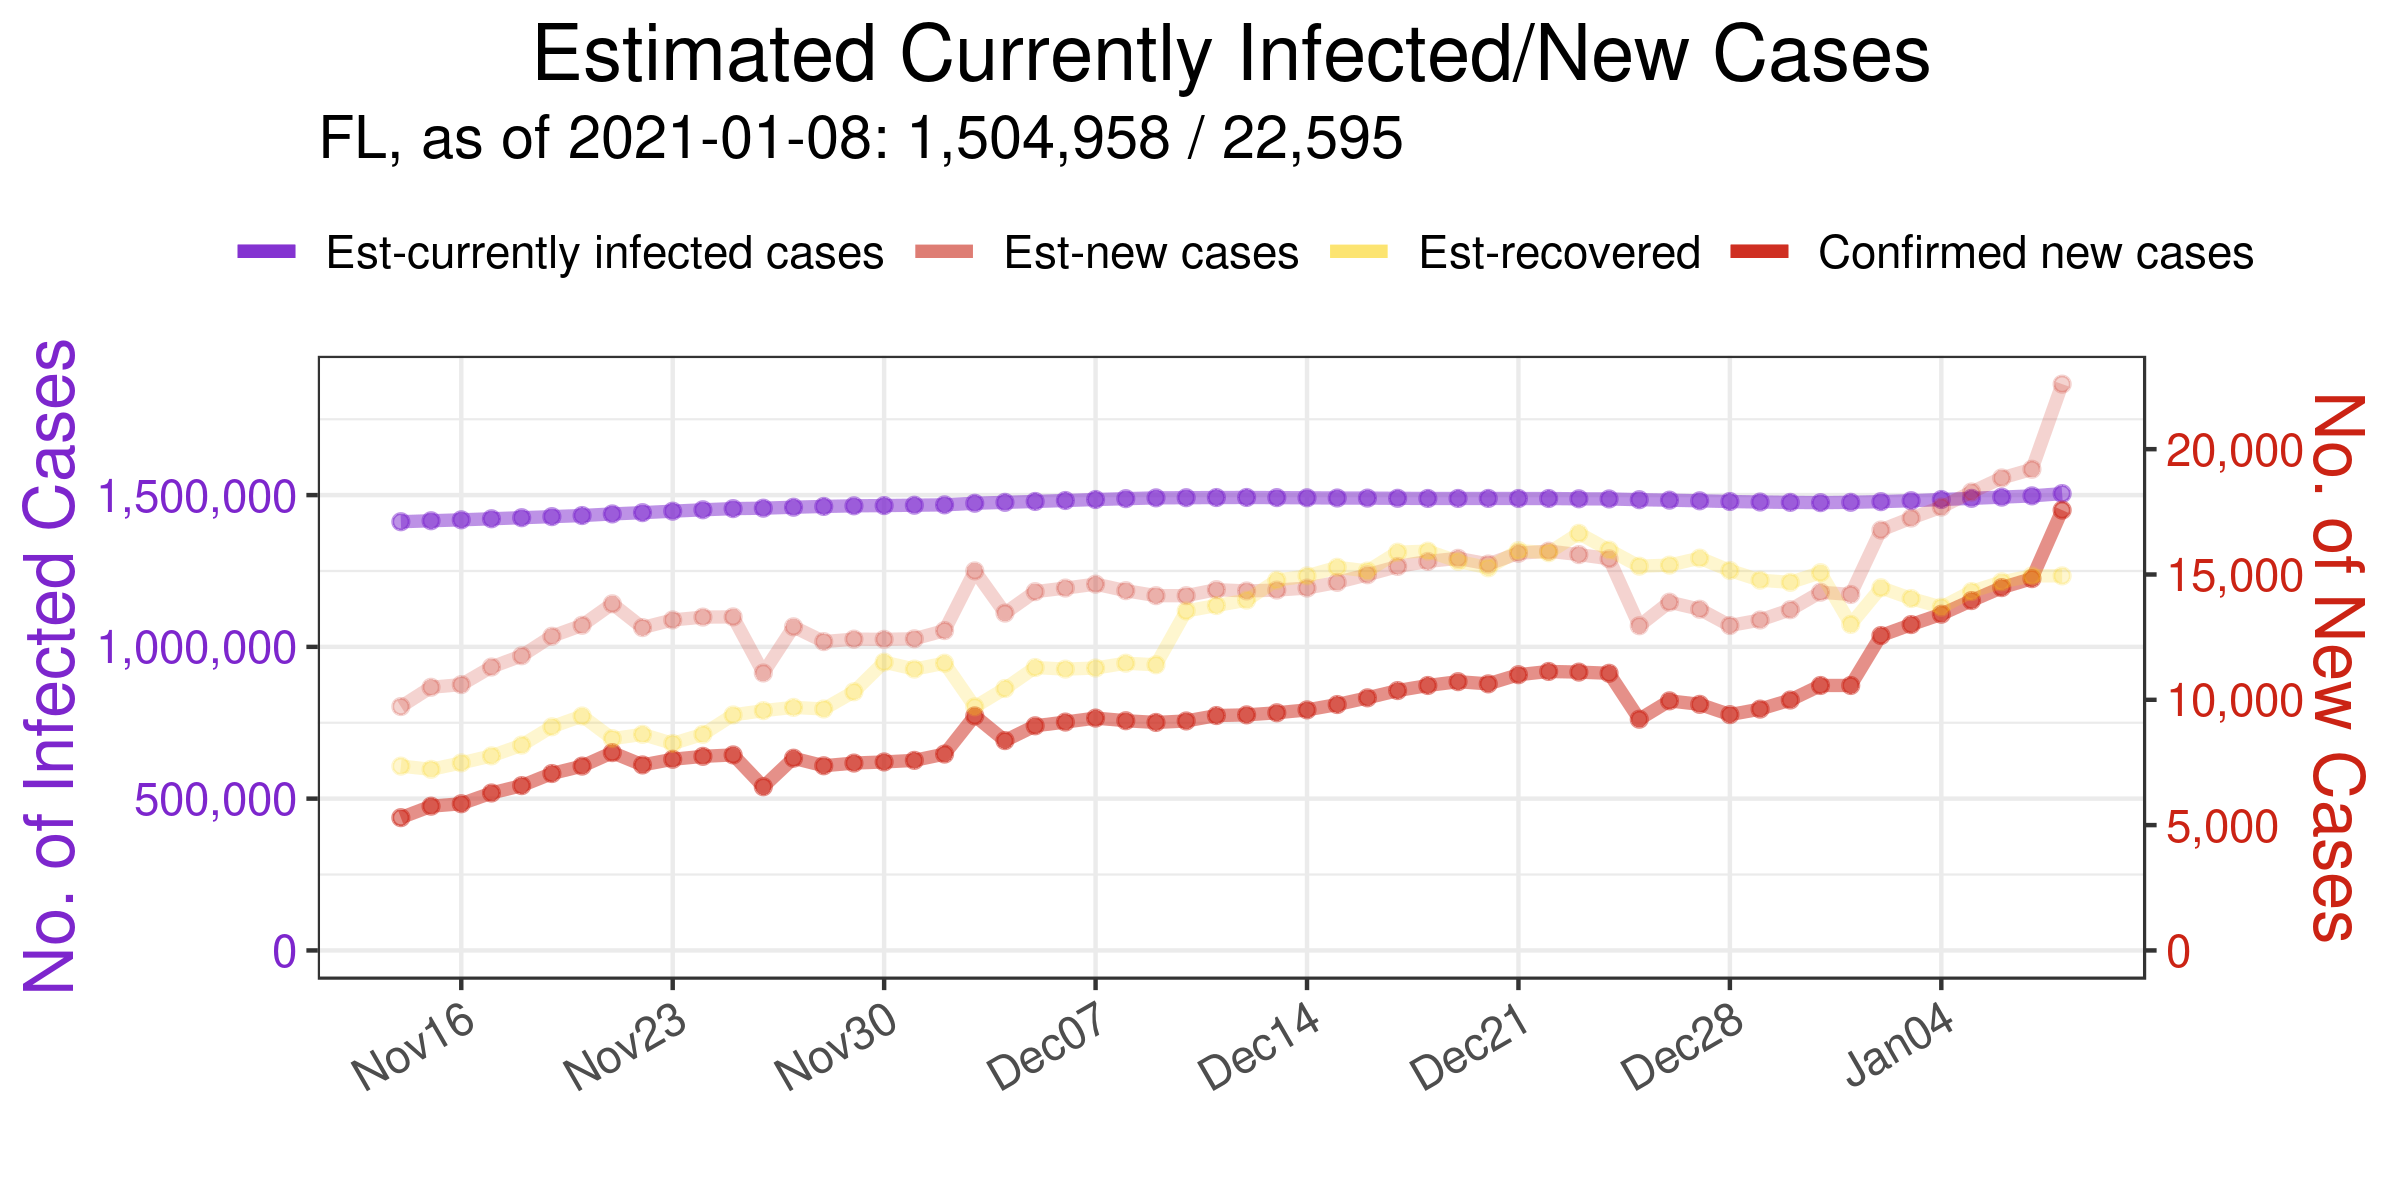 Estimated Currently Infected/New Cases
FL, as of 2021-01-08: 1,504,958 / 22,595
Est-currently infected cases Est-new cases Est-recovered Confirmed new cases
No. of Infected Cases
1,500,000
1,000,000
500,000
0
20,000
15,000
10,000
5,000
0
No. of New Cases
Nov16 Nov23 Nov30 Dec07 Dec14 Dec21 Dec28 Jan04